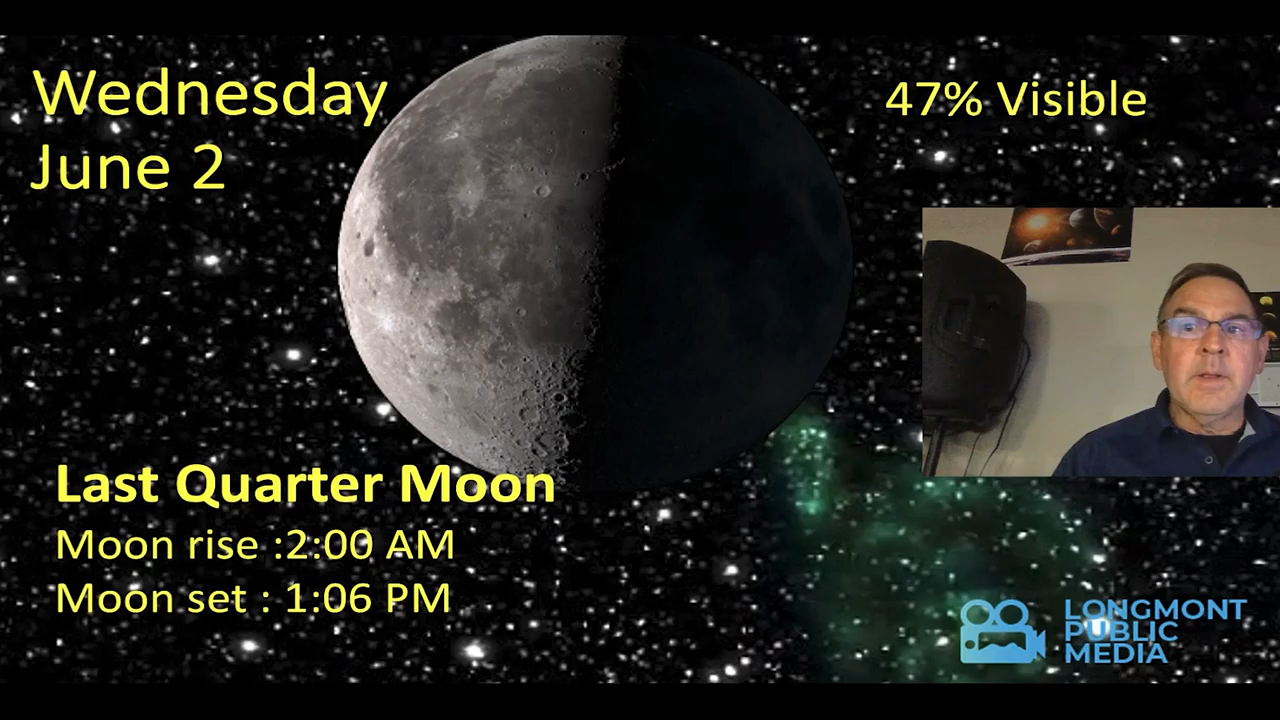 Wednesday
June 2
47% Visible
Last Quarter Moon
Moon rise :2:00 AM
Moon set : 1:06 PM
LONGMONT
PUBLIC
MEDIA